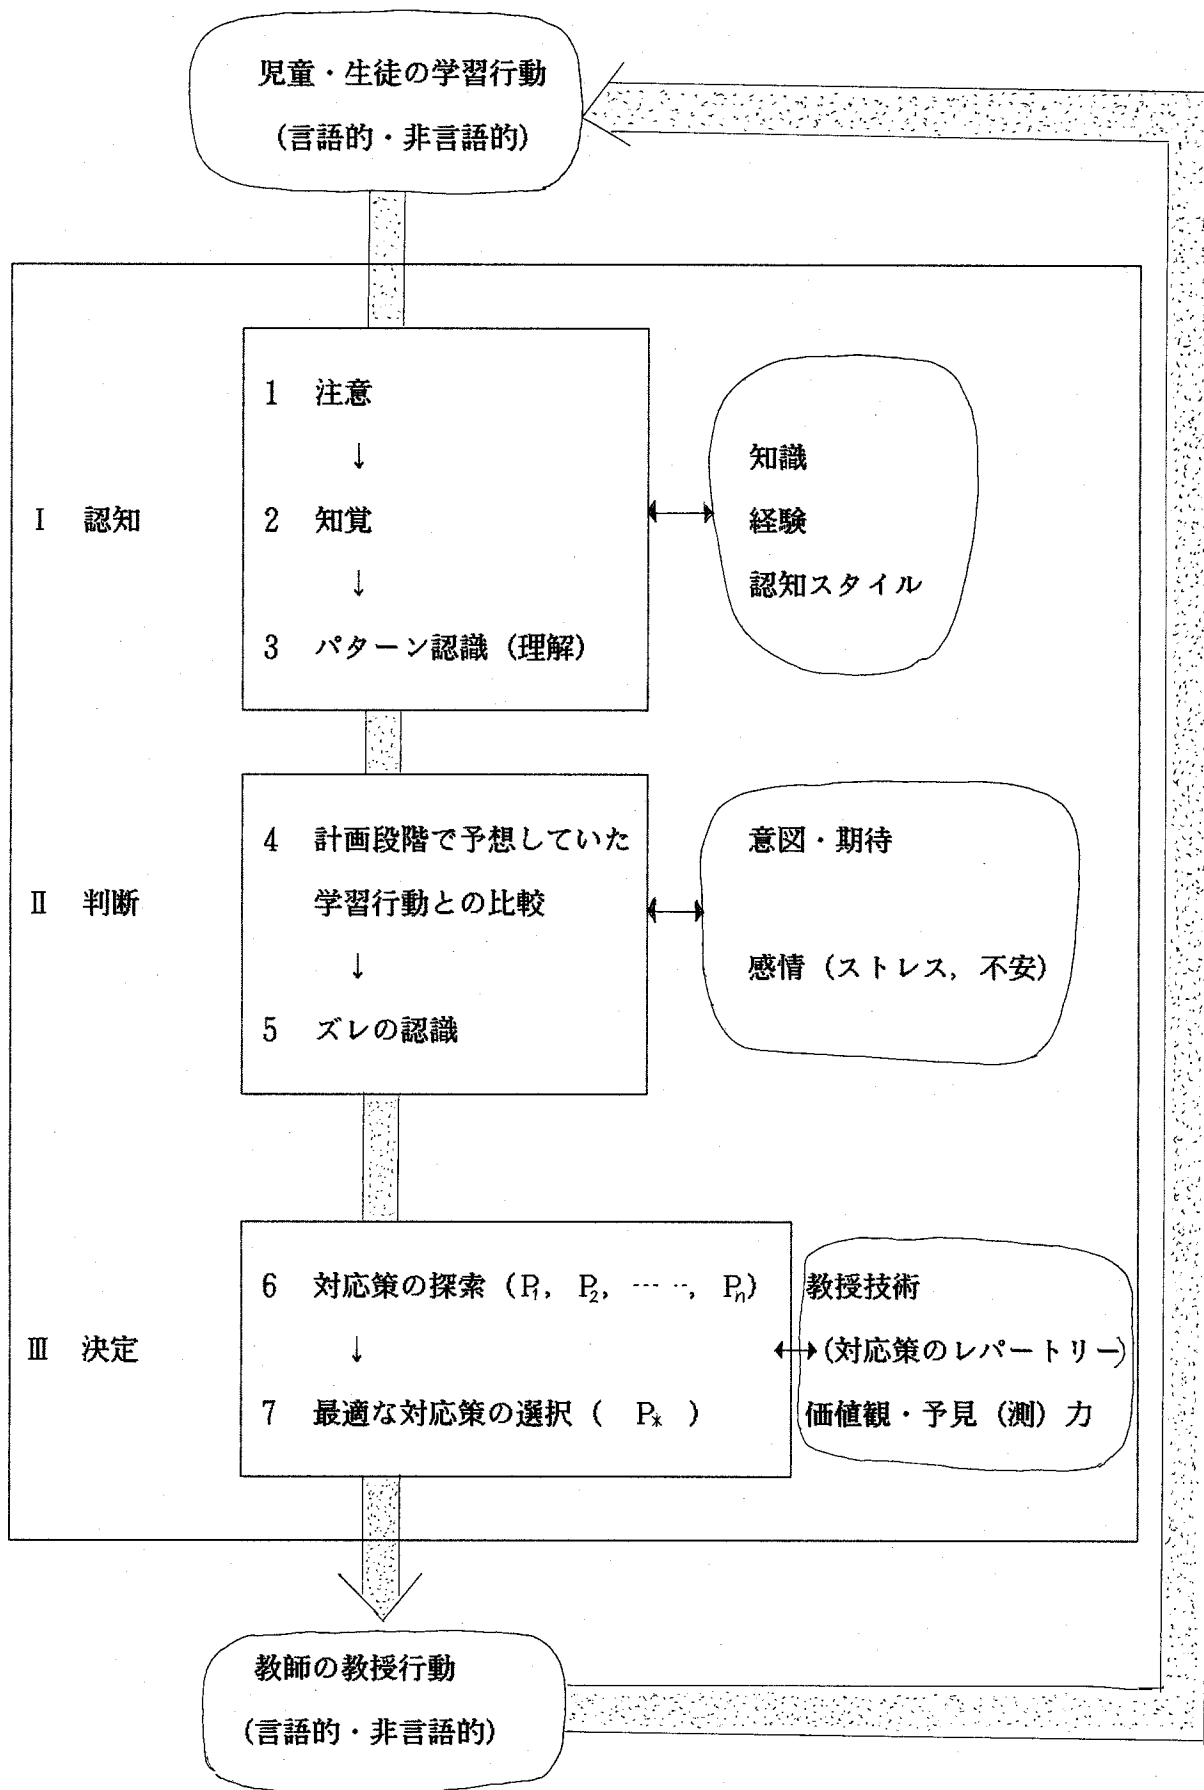 児童・生徒の学習行動
(言語的・非言語的)
1 注意
↓
2 知覚
↓
3 パターン認識（理解）
Ⅰ 認知
知識
経験
認知スタイル
4 計画段階で予想していた
学習行動との比較
↓
5 ズレの認識
Ⅱ 判断
意図・期待
感情（ストレス，不安）
6 対応策の探索（P₁, P₂, ‥‥‥, Pₙ）
↓
7 最適な対応策の選択（ P* ）
Ⅲ 決定
教授技術
(対応策のレパートリー)
価値観・予見（測）力
教師の教授行動
(言語的・非言語的)